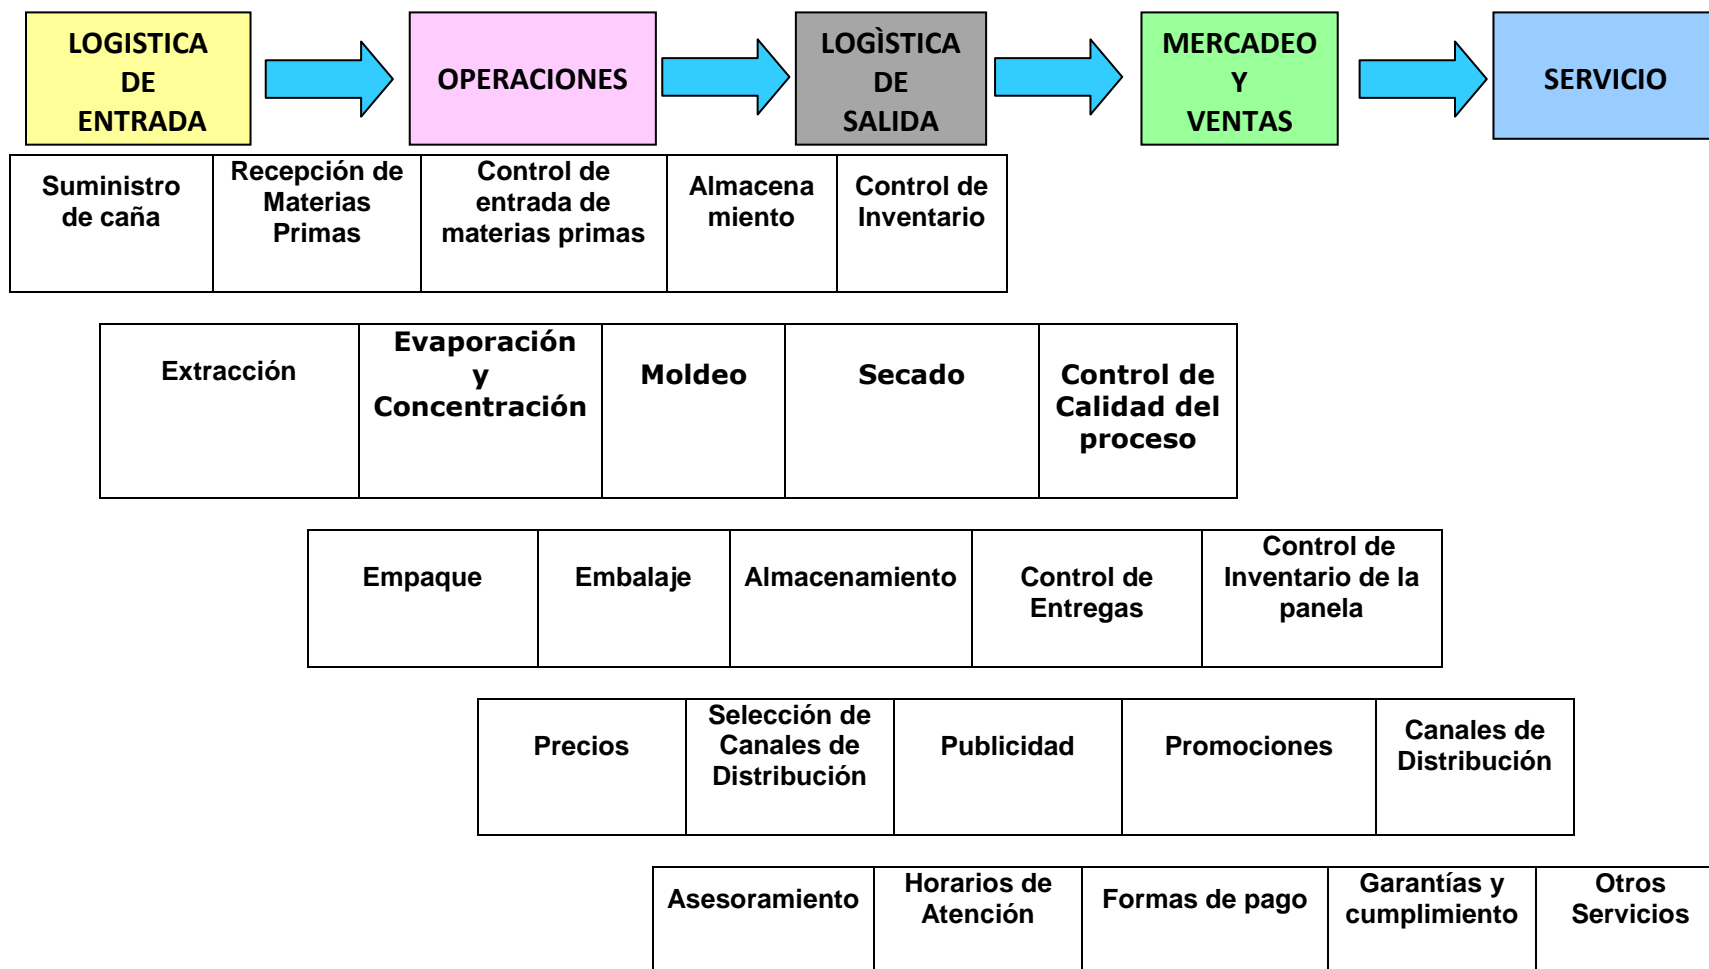 LOGISTICA
DE
ENTRADA
OPERACIONES
LOGÌSTICA
DE
SALIDA
MERCADEO
Y
VENTAS
SERVICIO
Suministro
de caña
Recepción de
Materias
Primas
Control de
entrada de
materias primas
Almacena
miento
Control de
Inventario
Extracción
Evaporación
y
Concentración
Moldeo
Secado
Control de
Calidad del
proceso
Empaque
Embalaje
Almacenamiento
Control de
Entregas
Control de
Inventario de la
panela
Precios
Selección de
Canales de
Distribución
Publicidad
Promociones
Canales de
Distribución
Asesoramiento
Horarios de
Atención
Formas de pago
Garantías y
cumplimiento
Otros
Servicios